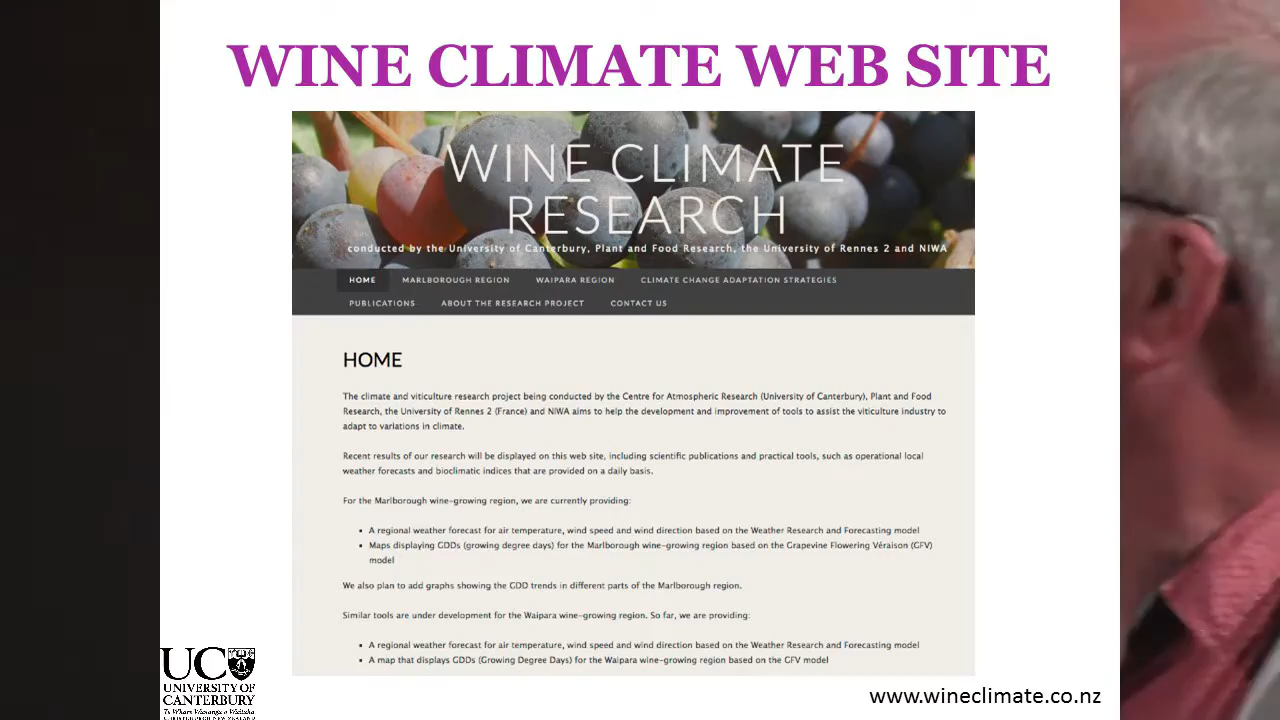 WINE CLIMATE WEB SITE
WINE CLIMATE
RESEARCH
conducted by the University of Canterbury, Plant and Food Research, the University of Rennes 2 and NIWA
HOME MARLBOROUGH REGION WAIPARA REGION CLIMATE CHANGE ADAPTATION STRATEGIES
PUBLICATIONS ABOUT THE RESEARCH PROJECT CONTACT US
HOME
The climate and viticulture research project being conducted by the Centre for Atmospheric Research (University of Canterbury), Plant and Food
Research, the University of Rennes 2 (France) and NIWA aims to help the development and improvement of tools to assist the viticulture industry to
adapt to variations in climate.
Recent results of our research will be displayed on this web site, including scientific publications and practical tools, such as operational local
weather forecasts and bioclimatic indices that are provided on a daily basis.
For the Marlborough wine-growing region, we are currently providing:
▪ A regional weather forecast for air temperature, wind speed and wind direction based on the Weather Research and Forecasting model
▪ Maps displaying GDDs (growing degree days) for the Marlborough wine-growing region based on the Grapevine Flowering Véraison (GFV)
model
We also plan to add graphs showing the GDD trends in different parts of the Marlborough region.
Similar tools are under development for the Waipara wine-growing region. So far, we are providing:
▪ A regional weather forecast for air temperature, wind speed and wind direction based on the Weather Research and Forecasting model
▪ A map that displays GDDs (Growing Degree Days) for the Waipara wine-growing region based on the GFV model
UC
UNIVERSITY OF
CANTERBURY
Te Whare Wānanga o Waitaha
CHRISTCHURCH NEW ZEALAND
www.wineclimate.co.nz